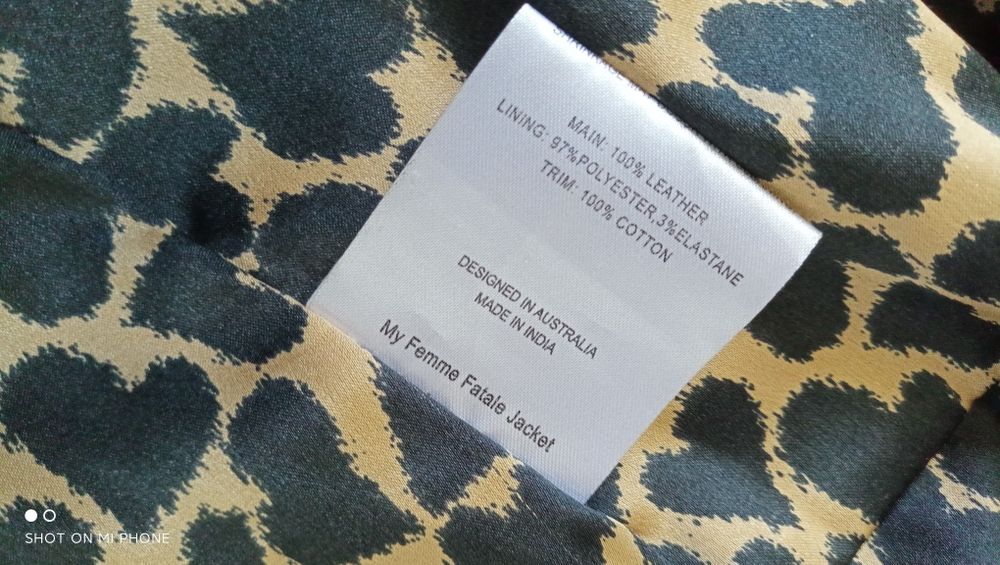 MAIN: 100% LEATHER
LINING: 97%POLYESTER,3%ELASTANE
TRIM: 100% COTTON
DESIGNED IN AUSTRALIA
MADE IN INDIA
My Femme Fatale Jacket
SHOT ON MI PHONE